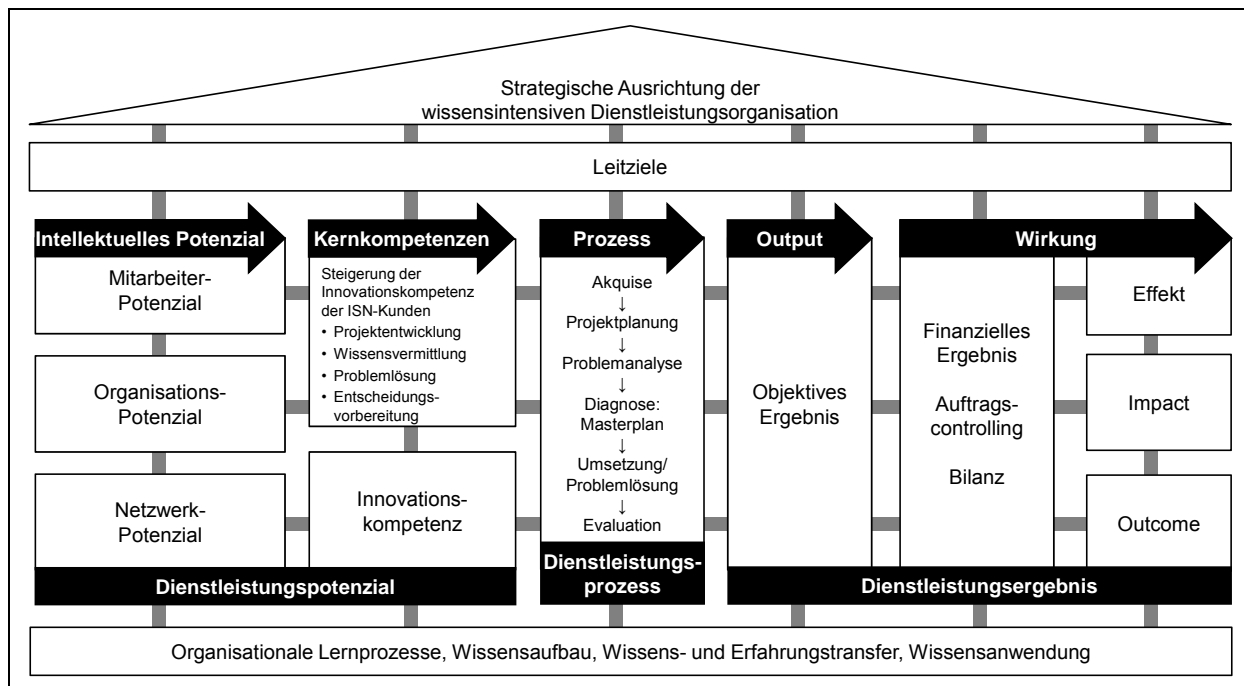 Strategische Ausrichtung der
wissensintensiven Dienstleistungsorganisation
Leitziele
Intellektuelles Potenzial
Mitarbeiter-
Potenzial
Organisations-
Potenzial
Netzwerk-
Potenzial
Kernkompetenzen
Steigerung der
Innovationskompetenz
der ISN-Kunden
• Projektentwicklung
• Wissensvermittlung
• Problemlösung
• Entscheidungs-
vorbereitung
Innovations-
kompetenz
Dienstleistungspotenzial
Prozess
Akquise
↓
Projektplanung
↓
Problemanalyse
↓
Diagnose:
Masterplan
↓
Umsetzung/
Problemlösung
↓
Evaluation
Dienstleistungs-
prozess
Output
Objektives
Ergebnis
Wirkung
Finanzielles
Ergebnis
Auftrags-
controlling
Bilanz
Effekt
Impact
Outcome
Dienstleistungsergebnis
Organisationale Lernprozesse, Wissensaufbau, Wissens- und Erfahrungstransfer, Wissensanwendung